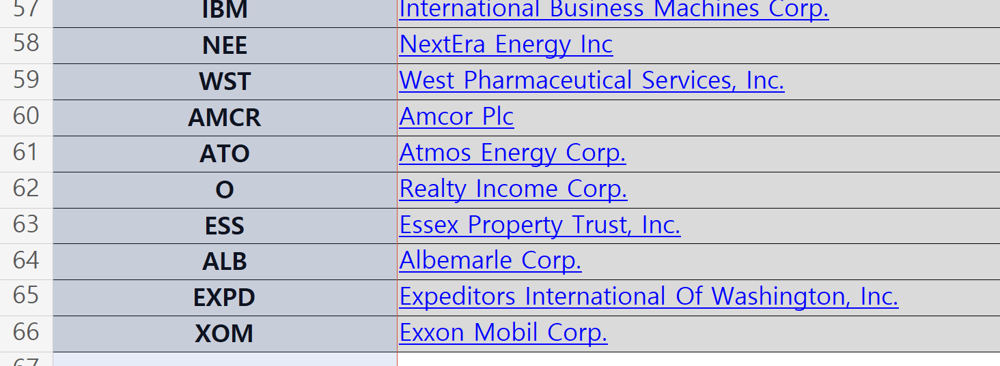 57 IBM International Business Machines Corp.
58 NEE NextEra Energy Inc
59 WST West Pharmaceutical Services, Inc.
60 AMCR Amcor Plc
61 ATO Atmos Energy Corp.
62 O Realty Income Corp.
63 ESS Essex Property Trust, Inc.
64 ALB Albemarle Corp.
65 EXPD Expeditors International Of Washington, Inc.
66 XOM Exxon Mobil Corp.
67